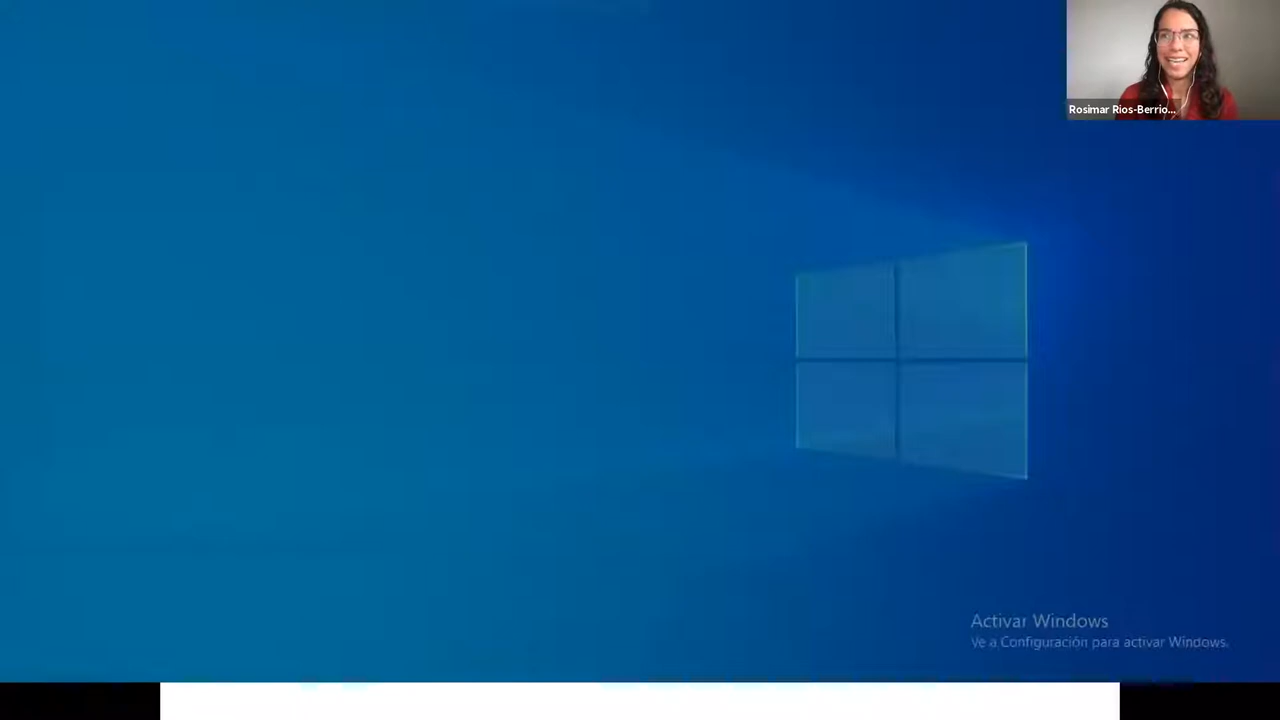 Rosimar Rios-Berrio...
Activar Windows
Ve a Configuración para activar Windows.